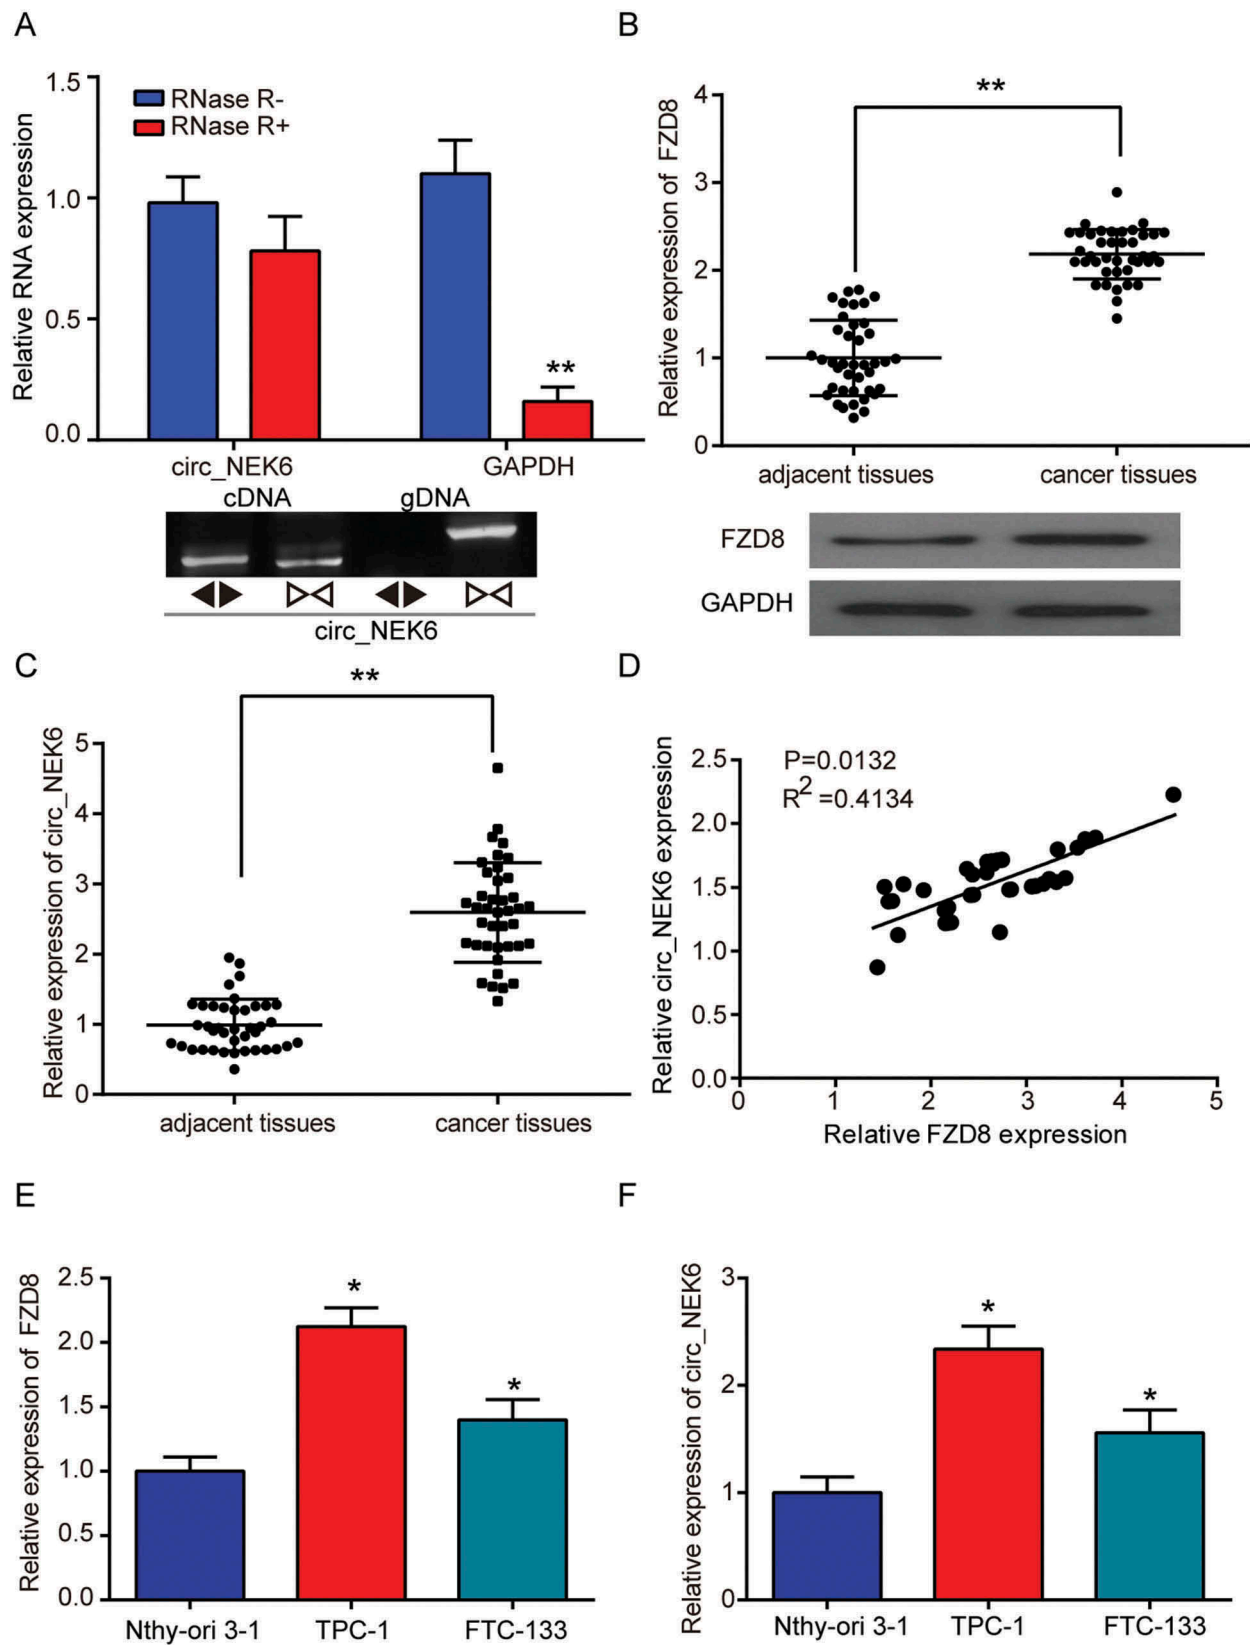 A
Relative RNA expression
1.5
1.0
0.5
0.0
RNase R-
RNase R+
**
circ_NEK6
GAPDH
cDNA
gDNA
circ_NEK6
B
Relative expression of FZD8
4
3
2
1
0
**
adjacent tissues
cancer tissues
FZD8
GAPDH
C
Relative expression of circ_NEK6
5
4
3
2
1
0
**
adjacent tissues
cancer tissues
D
Relative circ_NEK6 expression
2.5
2.0
1.5
1.0
0.5
0.0
P=0.0132
R2 =0.4134
0 1 2 3 4 5
Relative FZD8 expression
E
Relative expression of FZD8
2.5
2.0
1.5
1.0
0.5
0.0
*
*
Nthy-ori 3-1
TPC-1
FTC-133
F
Relative expression of circ_NEK6
3
2
1
0
*
*
Nthy-ori 3-1
TPC-1
FTC-133